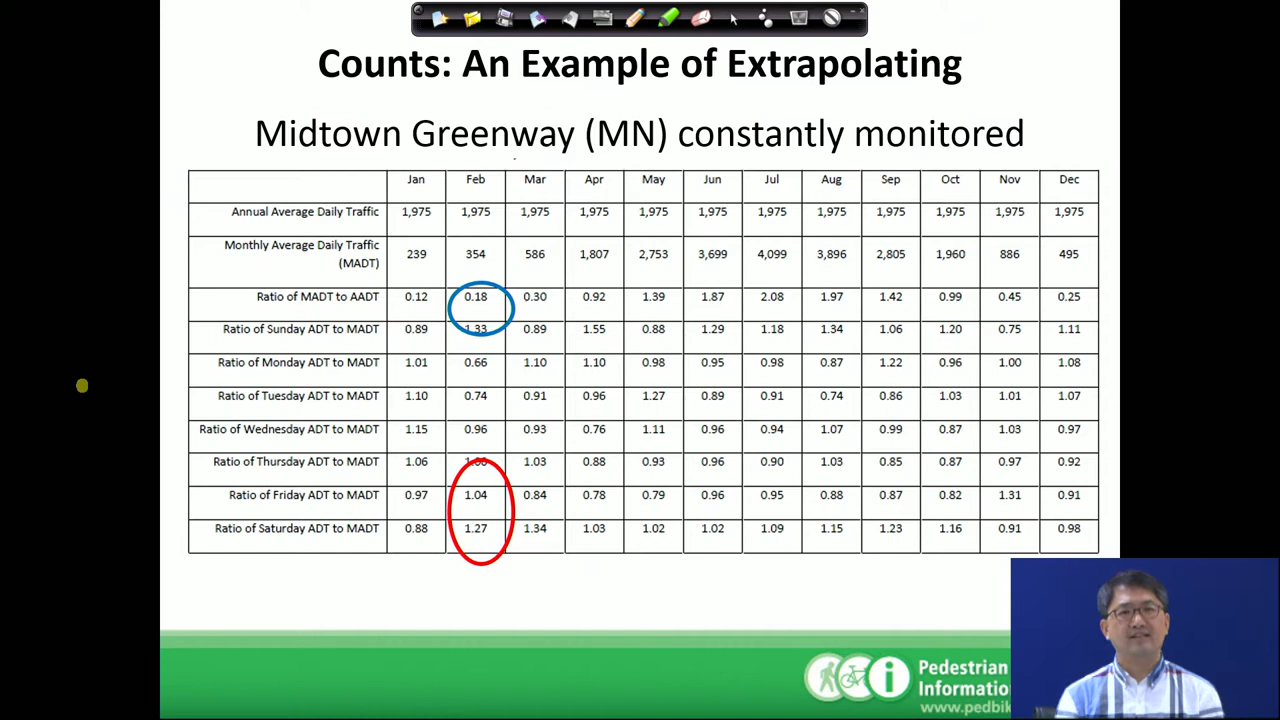 Counts: An Example of Extrapolating
Midtown Greenway (MN) constantly monitored
Jan Feb Mar Apr May Jun Jul Aug Sep Oct Nov Dec
Annual Average Daily Traffic 1,975 1,975 1,975 1,975 1,975 1,975 1,975 1,975 1,975 1,975 1,975 1,975
Monthly Average Daily Traffic
(MADT) 239 354 586 1,807 2,753 3,699 4,099 3,896 2,805 1,960 886 495
Ratio of MADT to AADT 0.12 0.18 0.30 0.92 1.39 1.87 2.08 1.97 1.42 0.99 0.45 0.25
Ratio of Sunday ADT to MADT 0.89 1.33 0.89 1.55 0.88 1.29 1.18 1.34 1.06 1.20 0.75 1.11
Ratio of Monday ADT to MADT 1.01 0.66 1.10 1.10 0.98 0.95 0.98 0.87 1.22 0.96 1.00 1.08
Ratio of Tuesday ADT to MADT 1.10 0.74 0.91 0.96 1.27 0.89 0.91 0.74 0.86 1.03 1.01 1.07
Ratio of Wednesday ADT to MADT 1.15 0.96 0.93 0.76 1.11 0.96 0.94 1.07 0.99 0.87 1.03 0.97
Ratio of Thursday ADT to MADT 1.06 1.03 0.88 0.93 0.96 0.90 1.03 0.85 0.87 0.97 0.92
Ratio of Friday ADT to MADT 0.97 1.04 0.84 0.78 0.79 0.96 0.95 0.88 0.87 0.82 1.31 0.91
Ratio of Saturday ADT to MADT 0.88 1.27 1.34 1.03 1.02 1.02 1.09 1.15 1.23 1.16 0.91 0.98
Pedestrian
Informatio
www.pedbik